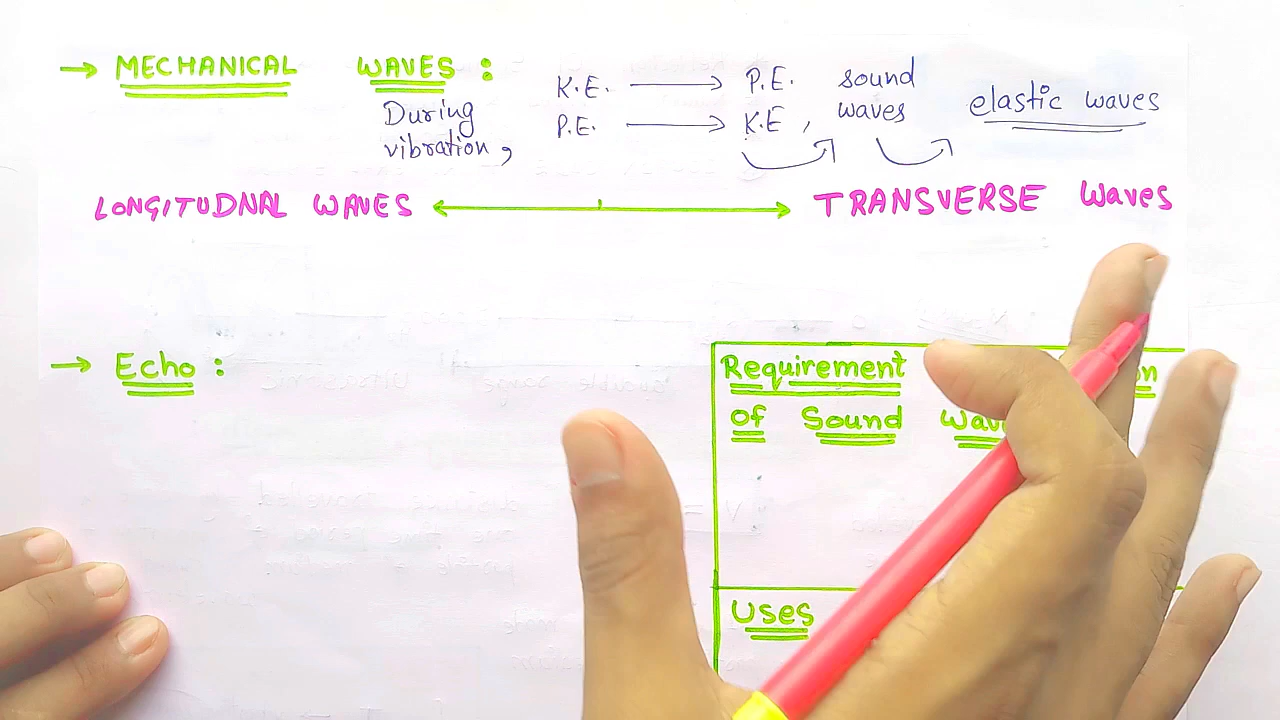 → MECHANICAL WAVES :
During vibration,
K.E. → P.E.
P.E. → K.E ,
sound waves
elastic waves
LONGITUDNAL WAVES ↔ TRANSVERSE Waves
→ Echo :
Requirement
of Sound
Uses